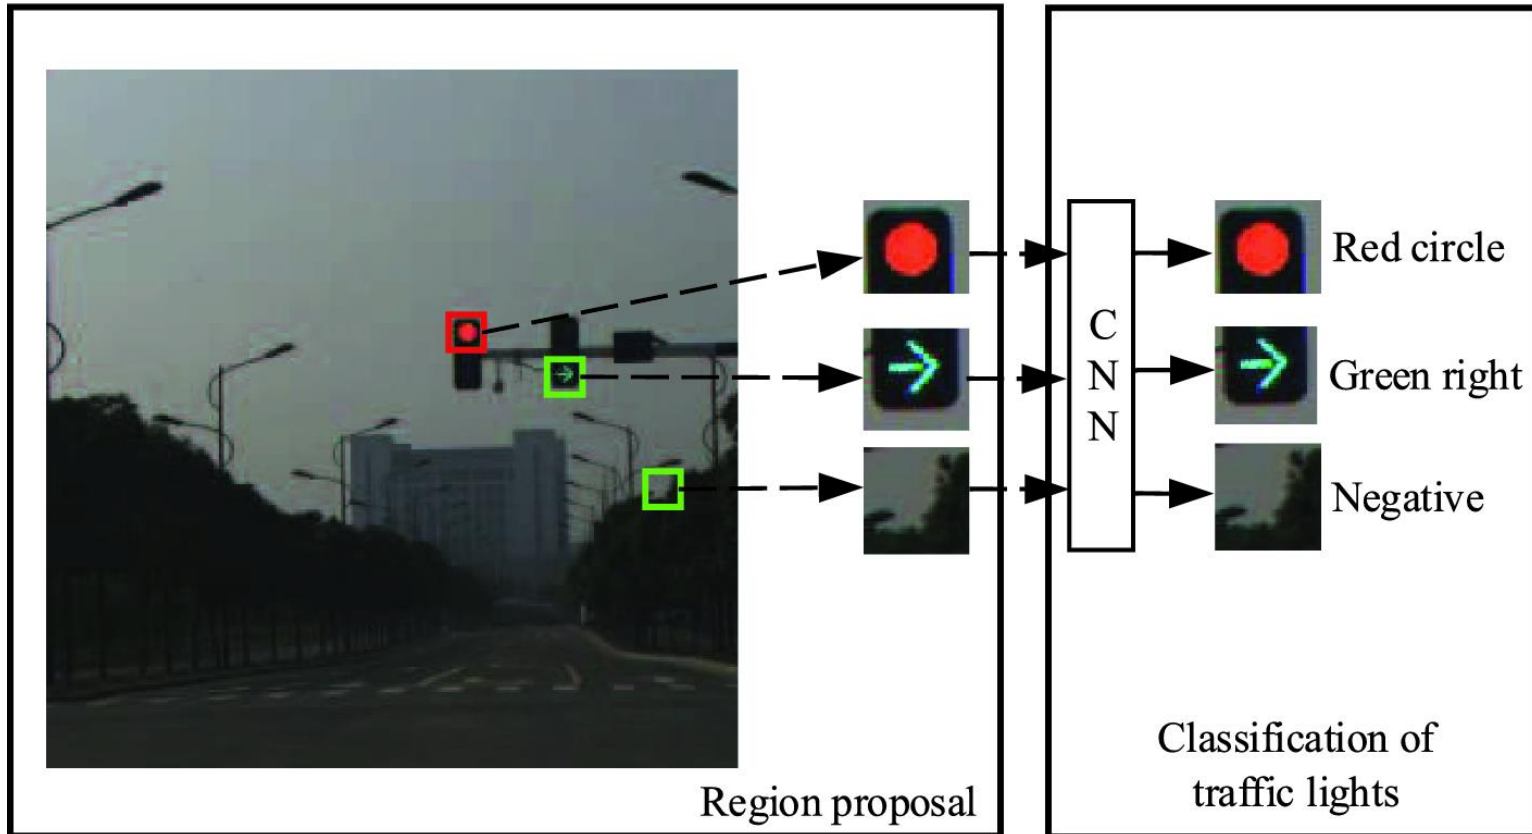 Region proposal
C
N
N
Red circle
Green right
Negative
Classification of
traffic lights